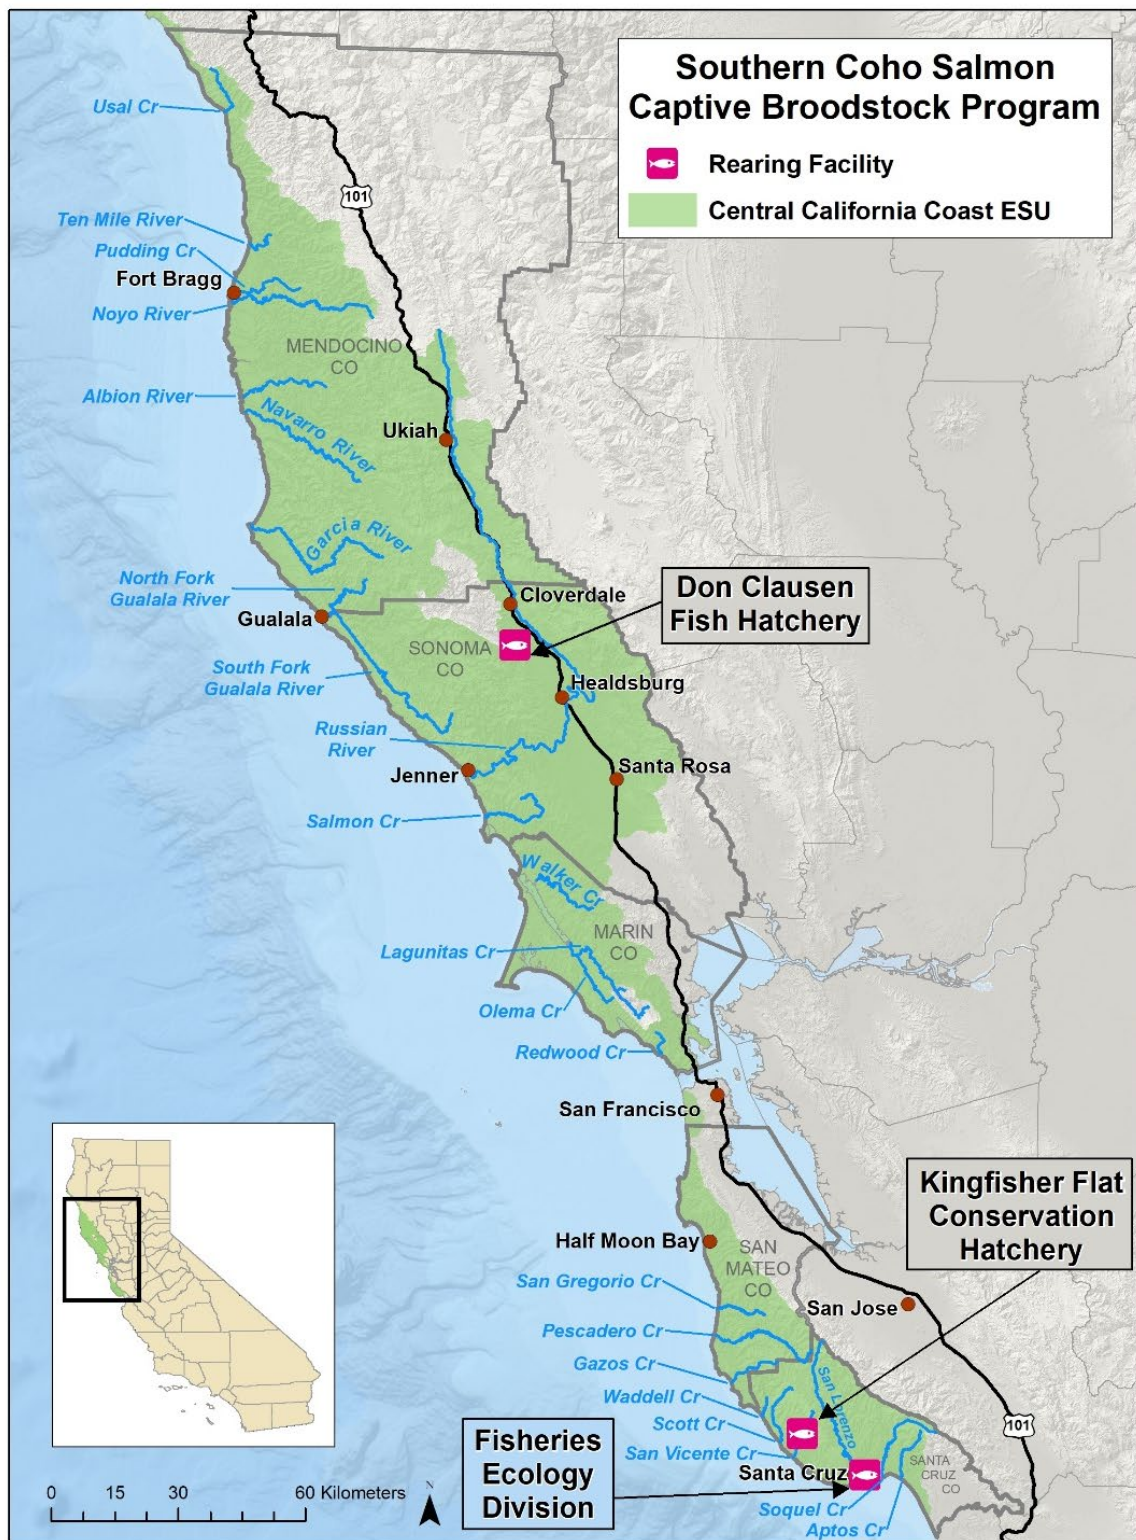 Southern Coho Salmon
Captive Broodstock Program
Rearing Facility
Central California Coast ESU
Usal Cr
101
Ten Mile River
Pudding Cr
Fort Bragg
Noyo River
MENDOCINO
CO
Albion River
Navarro River
Ukiah
Garcia River
North Fork
Gualala River
Cloverdale
Don Clausen
Fish Hatchery
Gualala
SONOMA
CO
South Fork
Gualala River
Healdsburg
Russian
River
Jenner
Santa Rosa
Salmon Cr
Walker Cr
MARIN
CO
Lagunitas Cr
Olema Cr
Redwood Cr
San Francisco
Kingfisher Flat
Conservation
Hatchery
Half Moon Bay
SAN
MATEO
CO
San Gregorio Cr
San Jose
Pescadero Cr
Gazos Cr
San Lorenzo
Waddell Cr
Scott Cr
101
San Vicente Cr
Fisheries
Ecology
Division
Santa Cruz
SANTA
CRUZ
CO
Soquel Cr
Aptos Cr
N
0 15 30 60 Kilometers